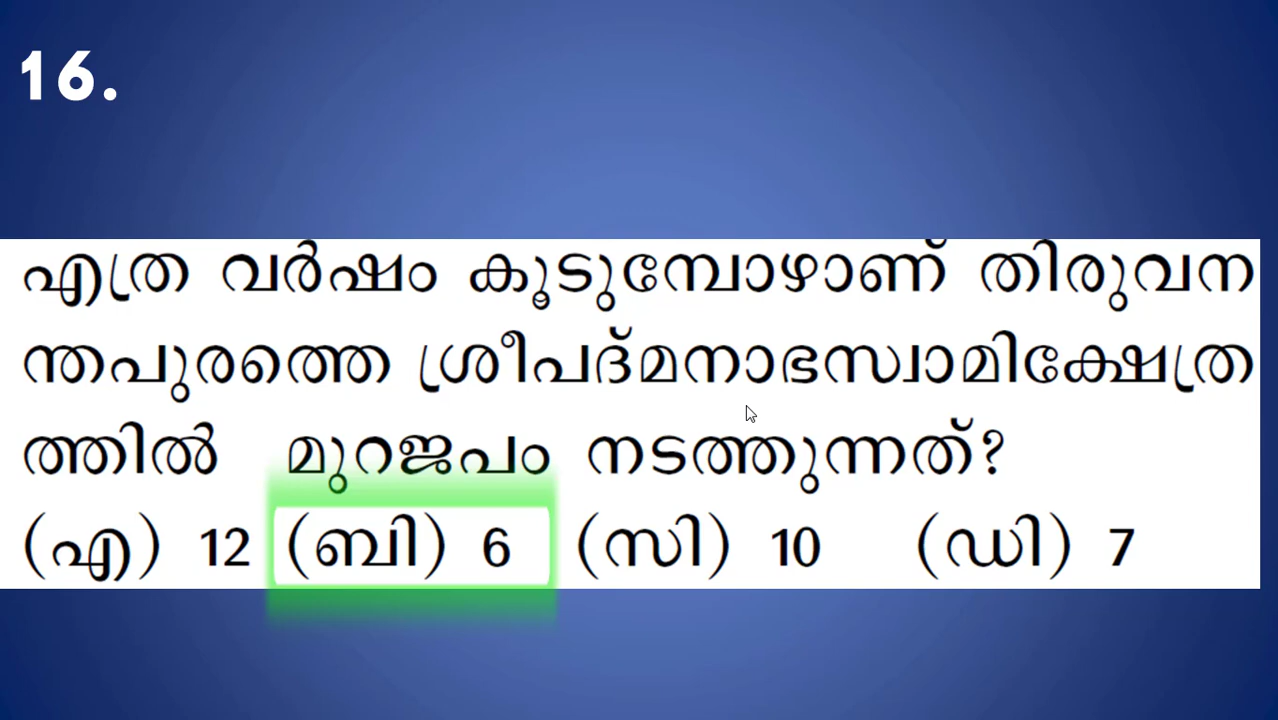 16.
എത്ര വർഷം കൂടുമ്പോഴാണ് തിരുവന
ന്തപുരത്തെ ശ്രീപദ്മനാഭസ്വാമിക്ഷേത്ര
ത്തിൽ മുറജപം നടത്തുന്നത്?
(എ) 12 (ബി) 6 (സി) 10 (ഡി) 7